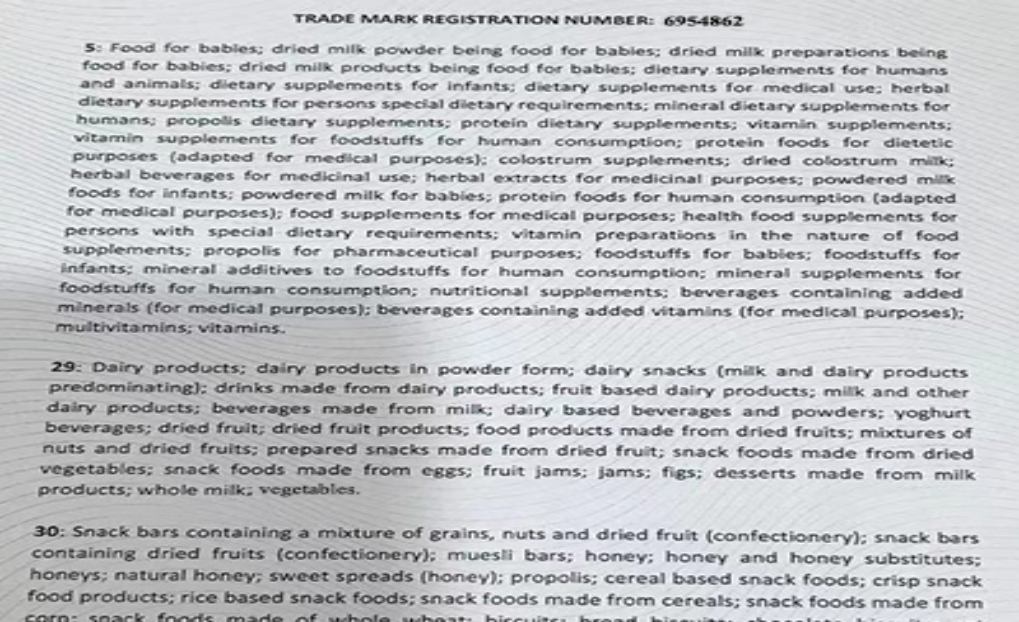 TRADE MARK REGISTRATION NUMBER: 6954862
5: Food for babies; dried milk powder being food for babies; dried milk preparations being
food for babies; dried milk products being food for babies; dietary supplements for humans
and animals; dietary supplements for infants; dietary supplements for medical use; herbal
dietary supplements for persons special dietary requirements; mineral dietary supplements for
humans; propolis dietary supplements; protein dietary supplements; vitamin supplements;
vitamin supplements for foodstuffs for human consumption; protein foods for dietetic
purposes (adapted for medical purposes); colostrum supplements; dried colostrum milk;
herbal beverages for medicinal use; herbal extracts for medicinal purposes; powdered milk
foods for infants; powdered milk for babies; protein foods for human consumption (adapted
for medical purposes); food supplements for medical purposes; health food supplements for
persons with special dietary requirements; vitamin preparations in the nature of food
supplements; propolis for pharmaceutical purposes; foodstuffs for babies; foodstuffs for
infants; mineral additives to foodstuffs for human consumption; mineral supplements for
foodstuffs for human consumption; nutritional supplements; beverages containing added
minerals (for medical purposes); beverages containing added vitamins (for medical purposes);
multivitamins; vitamins.
29: Dairy products; dairy products in powder form; dairy snacks (milk and dairy products
predominating); drinks made from dairy products; fruit based dairy products; milk and other
dairy products; beverages made from milk; dairy based beverages and powders; yoghurt
beverages; dried fruit; dried fruit products; food products made from dried fruits; mixtures of
nuts and dried fruits; prepared snacks made from dried fruit; snack foods made from dried
vegetables; snack foods made from eggs; fruit jams; jams; figs; desserts made from milk
products; whole milk; vegetables.
30: Snack bars containing a mixture of grains, nuts and dried fruit (confectionery); snack bars
containing dried fruits (confectionery); muesli bars; honey; honey and honey substitutes;
honeys; natural honey; sweet spreads (honey); propolis; cereal based snack foods; crisp snack
food products; rice based snack foods; snack foods made from cereals; snack foods made from
corn; snack foods made of whole wheat; biscuits; bread biscuits;